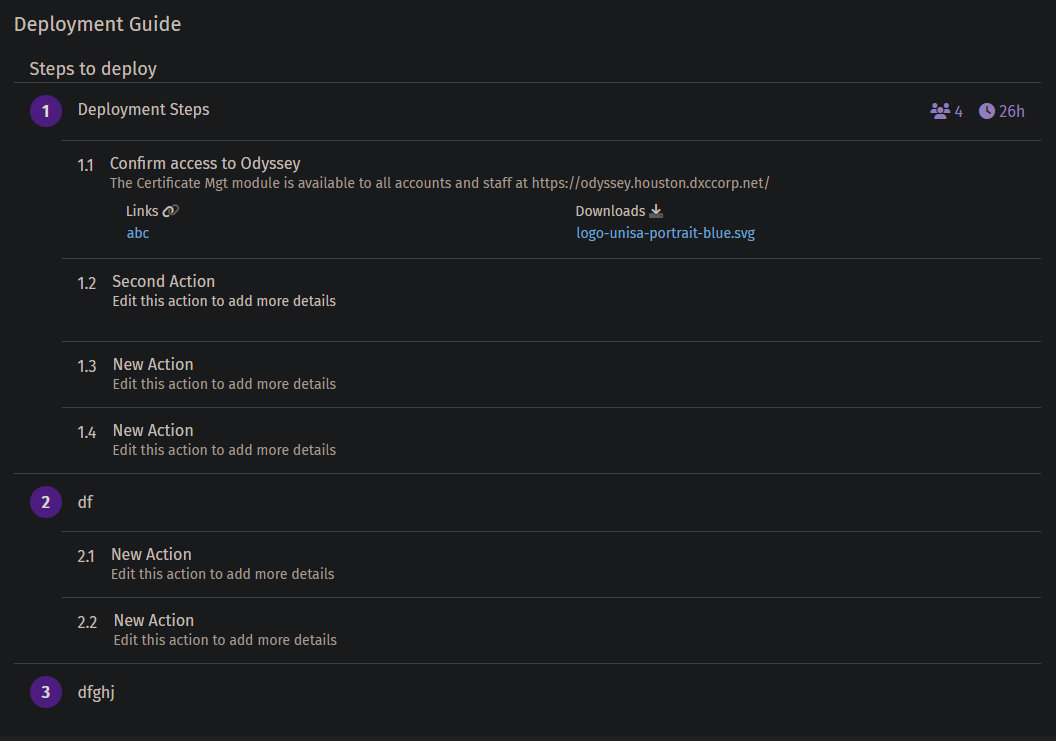 Deployment Guide
Steps to deploy
1 Deployment Steps 4 26h
1.1 Confirm access to Odyssey
The Certificate Mgt module is available to all accounts and staff at https://odyssey.houston.dxccorp.net/
Links Downloads
abc logo-unisa-portrait-blue.svg
1.2 Second Action
Edit this action to add more details
1.3 New Action
Edit this action to add more details
1.4 New Action
Edit this action to add more details
2 df
2.1 New Action
Edit this action to add more details
2.2 New Action
Edit this action to add more details
3 dfghj